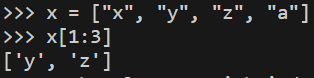 >>> x = ["x", "y", "z", "a"]
>>> x[1:3]
['y', 'z']